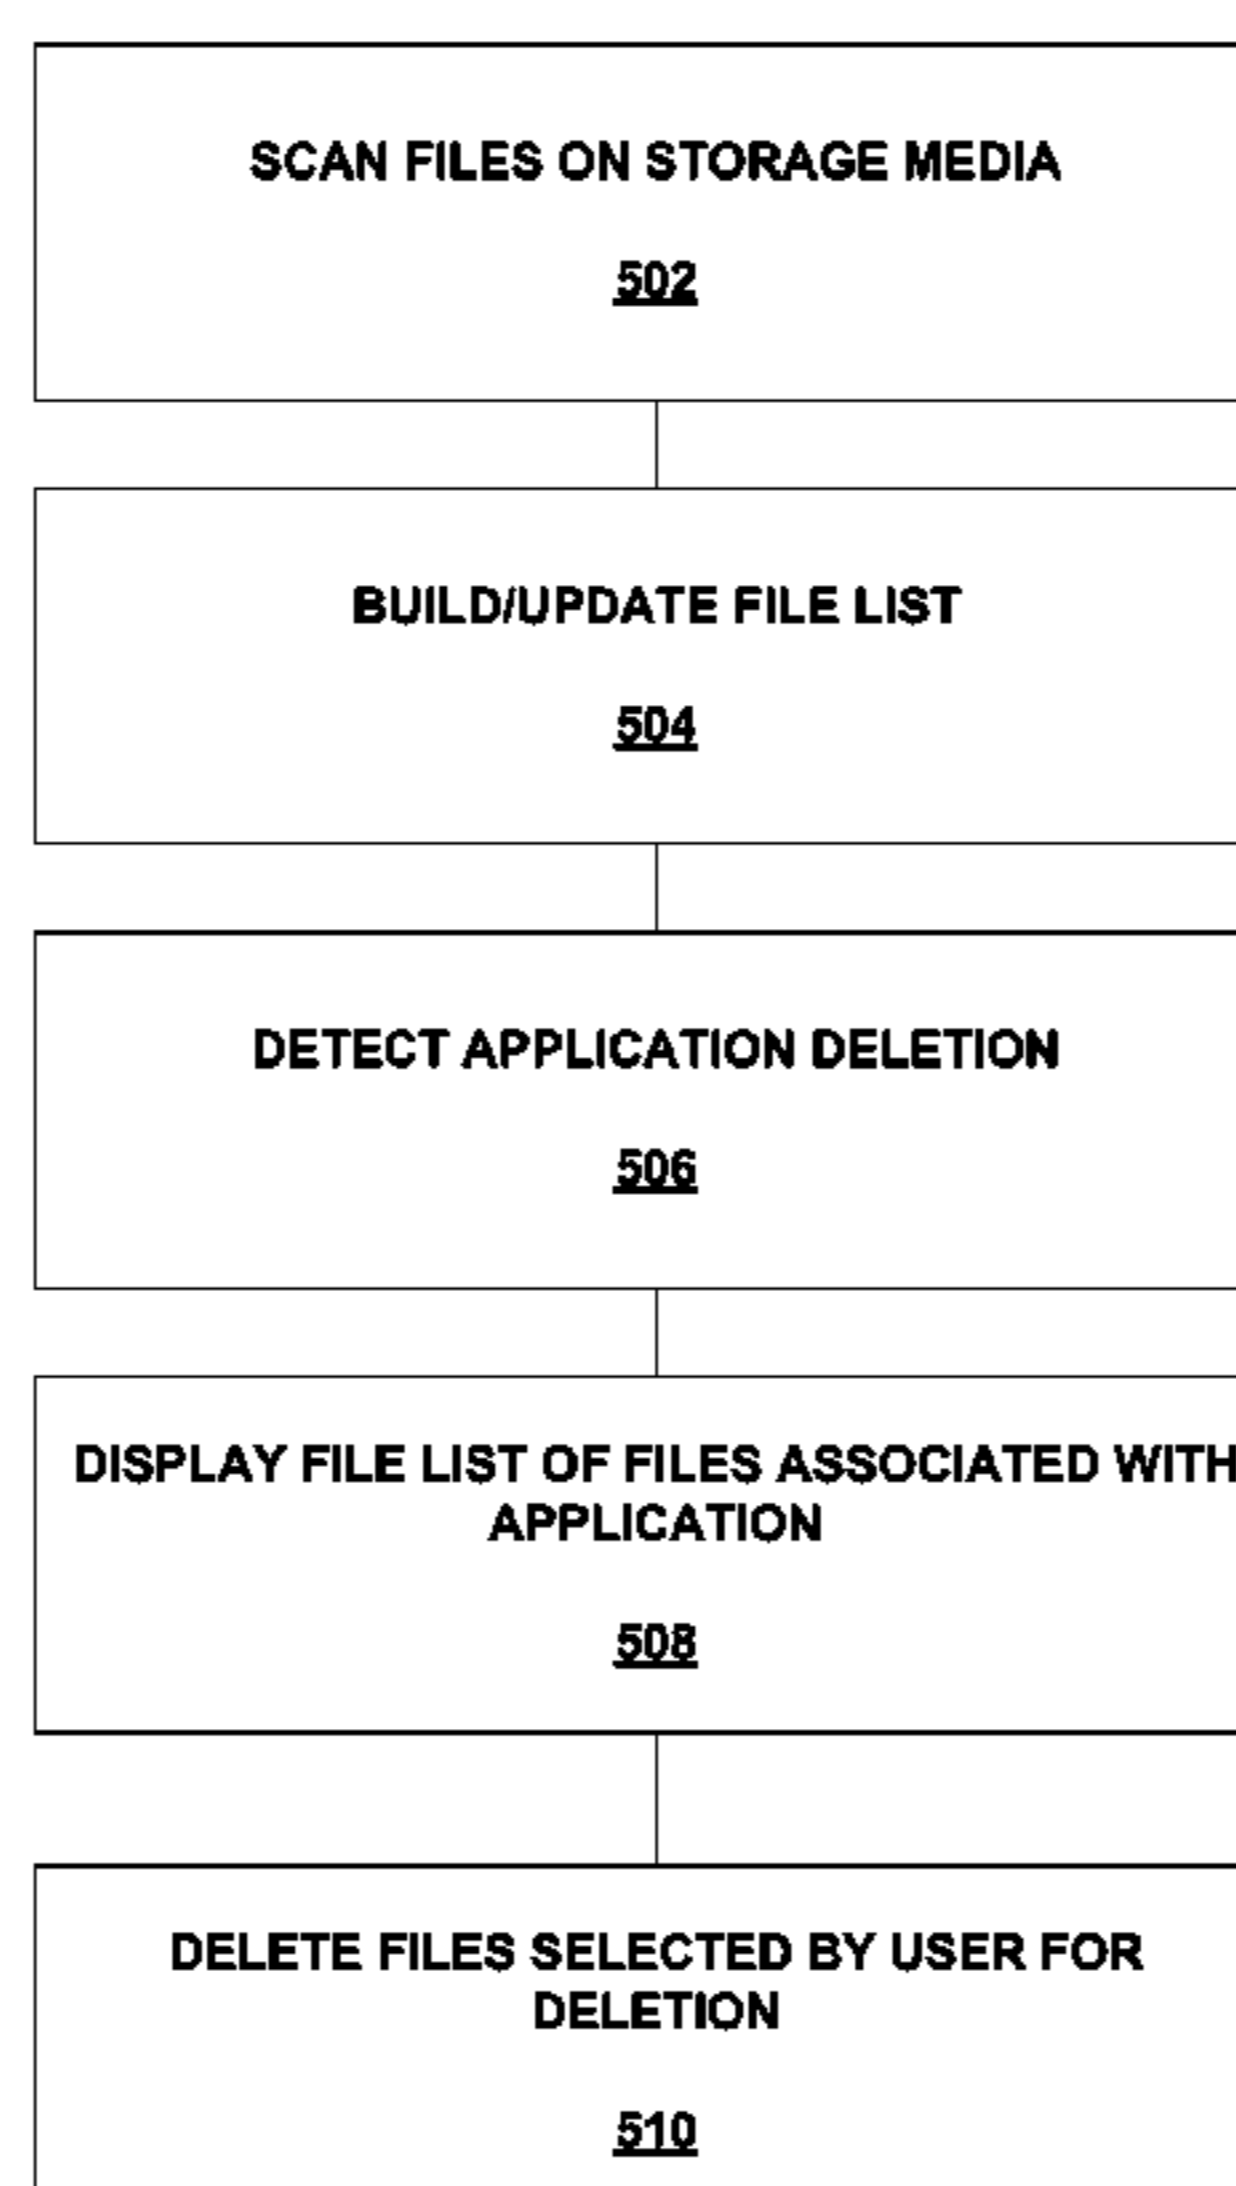 SCAN FILES ON STORAGE MEDIA
502
BUILD/UPDATE FILE LIST
504
DETECT APPLICATION DELETION
506
DISPLAY FILE LIST OF FILES ASSOCIATED WITH
APPLICATION
508
DELETE FILES SELECTED BY USER FOR
DELETION
510